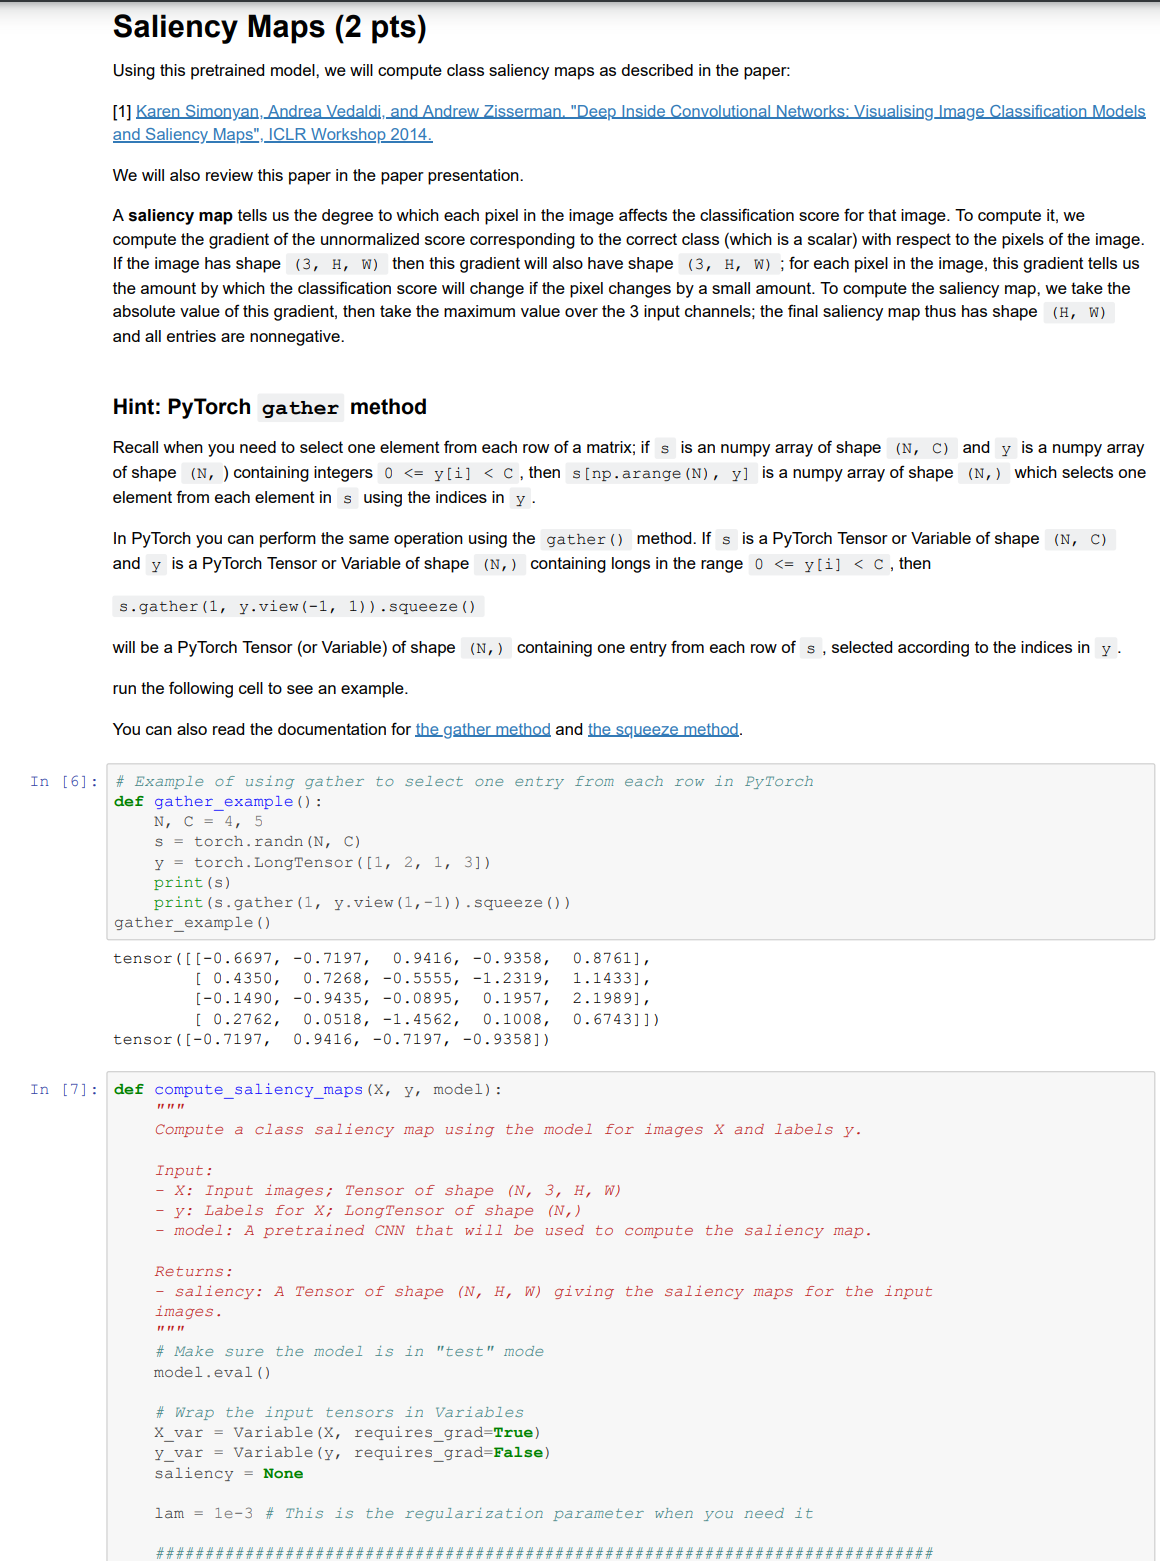 Saliency Maps (2 pts)
Using this pretrained model, we will compute class saliency maps as described in the paper:
[1] Karen Simonyan, Andrea Vedaldi, and Andrew Zisserman. "Deep Inside Convolutional Networks: Visualising Image Classification Models
and Saliency Maps", ICLR Workshop 2014.
We will also review this paper in the paper presentation.
A saliency map tells us the degree to which each pixel in the image affects the classification score for that image. To compute it, we
compute the gradient of the unnormalized score corresponding to the correct class (which is a scalar) with respect to the pixels of the image.
If the image has shape (3, H, W) then this gradient will also have shape (3, H, W) ; for each pixel in the image, this gradient tells us
the amount by which the classification score will change if the pixel changes by a small amount. To compute the saliency map, we take the
absolute value of this gradient, then take the maximum value over the 3 input channels; the final saliency map thus has shape (H, W)
and all entries are nonnegative.
Hint: PyTorch gather method
Recall when you need to select one element from each row of a matrix; if s is an numpy array of shape (N, C) and y is a numpy array
of shape (N, ) containing integers 0 <= y[i] < C , then s[np.arange(N), y] is a numpy array of shape (N,) which selects one
element from each element in s using the indices in y .
In PyTorch you can perform the same operation using the gather() method. If s is a PyTorch Tensor or Variable of shape (N, C)
and y is a PyTorch Tensor or Variable of shape (N,) containing longs in the range 0 <= y[i] < C , then
s.gather(1, y.view(-1, 1)).squeeze()
will be a PyTorch Tensor (or Variable) of shape (N,) containing one entry from each row of s , selected according to the indices in y .
run the following cell to see an example.
You can also read the documentation for the gather method and the squeeze method.
In [6]: # Example of using gather to select one entry from each row in PyTorch
def gather_example():
    N, C = 4, 5
    s = torch.randn(N, C)
    y = torch.LongTensor([1, 2, 1, 3])
    print(s)
    print(s.gather(1, y.view(1,-1)).squeeze())
gather_example()
tensor([[-0.6697, -0.7197,  0.9416, -0.9358,  0.8761],
        [ 0.4350,  0.7268, -0.5555, -1.2319,  1.1433],
        [-0.1490, -0.9435, -0.0895,  0.1957,  2.1989],
        [ 0.2762,  0.0518, -1.4562,  0.1008,  0.6743]])
tensor([-0.7197,  0.9416, -0.7197, -0.9358])
In [7]: def compute_saliency_maps(X, y, model):
    """
    Compute a class saliency map using the model for images X and labels y.
    Input:
    - X: Input images; Tensor of shape (N, 3, H, W)
    - y: Labels for X; LongTensor of shape (N,)
    - model: A pretrained CNN that will be used to compute the saliency map.
    Returns:
    - saliency: A Tensor of shape (N, H, W) giving the saliency maps for the input
    images.
    """
    # Make sure the model is in "test" mode
    model.eval()
    # Wrap the input tensors in Variables
    X_var = Variable(X, requires_grad=True)
    y_var = Variable(y, requires_grad=False)
    saliency = None
    lam = 1e-3 # This is the regularization parameter when you need it
    ##############################################################################